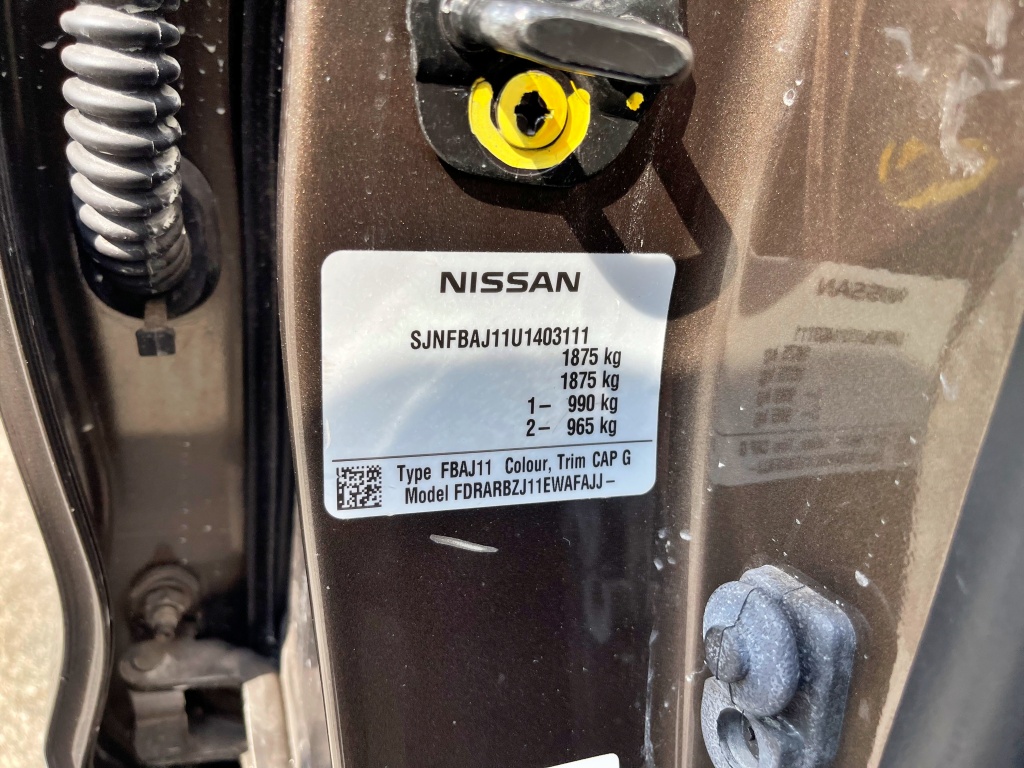 NISSAN
SJNFBAJ11U1403111
1875 kg
1875 kg
1– 990 kg
2– 965 kg
Type FBAJ11 Colour, Trim CAP G
Model FDRARBZJ11EWAFAJJ–